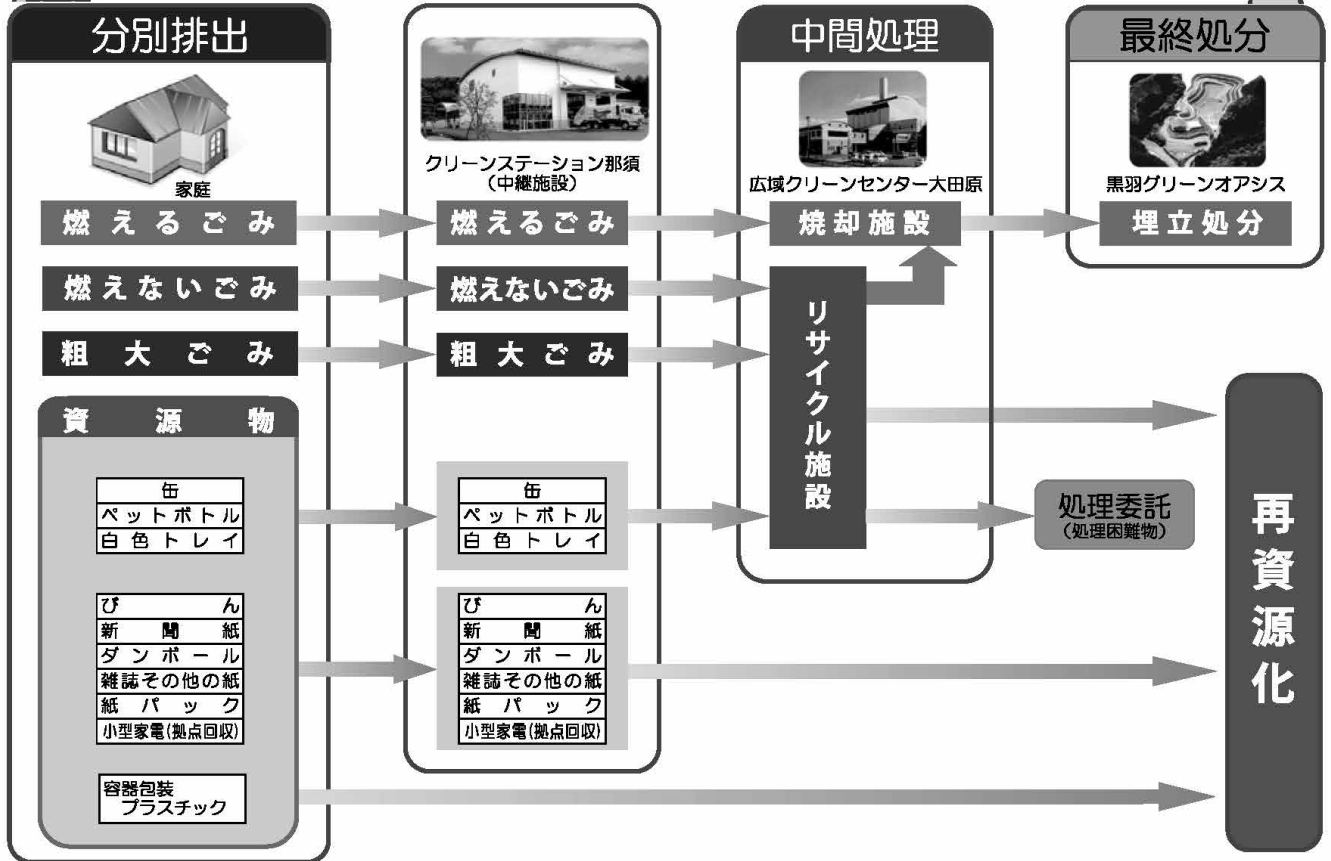 分別排出
家庭
燃えるごみ
燃えないごみ
粗大ごみ
資源物
缶
ペットボトル
白色トレイ
びん
新聞紙
ダンボール
雑誌その他の紙
紙パック
小型家電(拠点回収)
容器包装
プラスチック
クリーンステーション那須
(中継施設)
燃えるごみ
燃えないごみ
粗大ごみ
缶
ペットボトル
白色トレイ
びん
新聞紙
ダンボール
雑誌その他の紙
紙パック
小型家電(拠点回収)
中間処理
広域クリーンセンター大田原
焼却施設
リサイクル施設
最終処分
黒羽グリーンオアシス
埋立処分
処理委託
(処理困難物)
再資源化